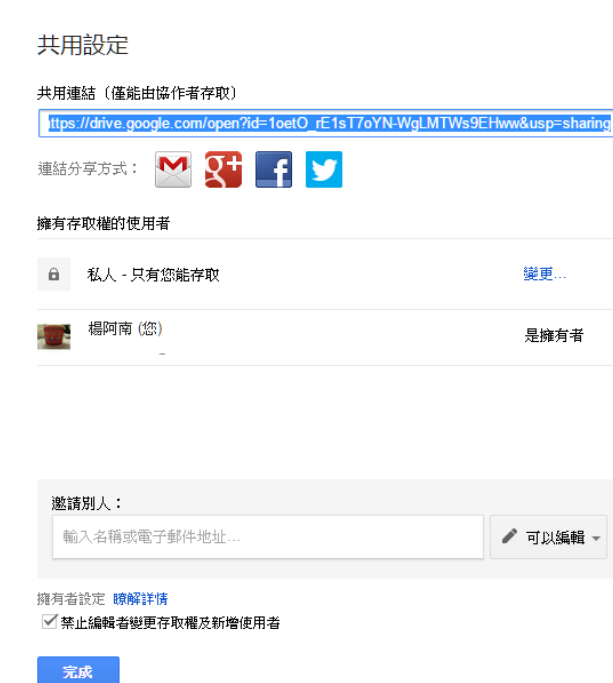 共用設定
共用連結（僅能由協作者存取）
https://drive.google.com/open?id=1oetO_rE1sT7oYN-WgLMTWs9EHww&usp=sharing
連結分享方式：
擁有存取權的使用者
私人 - 只有您能存取 變更...
楊阿南 (您) 是擁有者
邀請別人：
輸入名稱或電子郵件地址... 可以編輯
擁有者設定 瞭解詳情
禁止編輯者變更存取權及新增使用者
完成